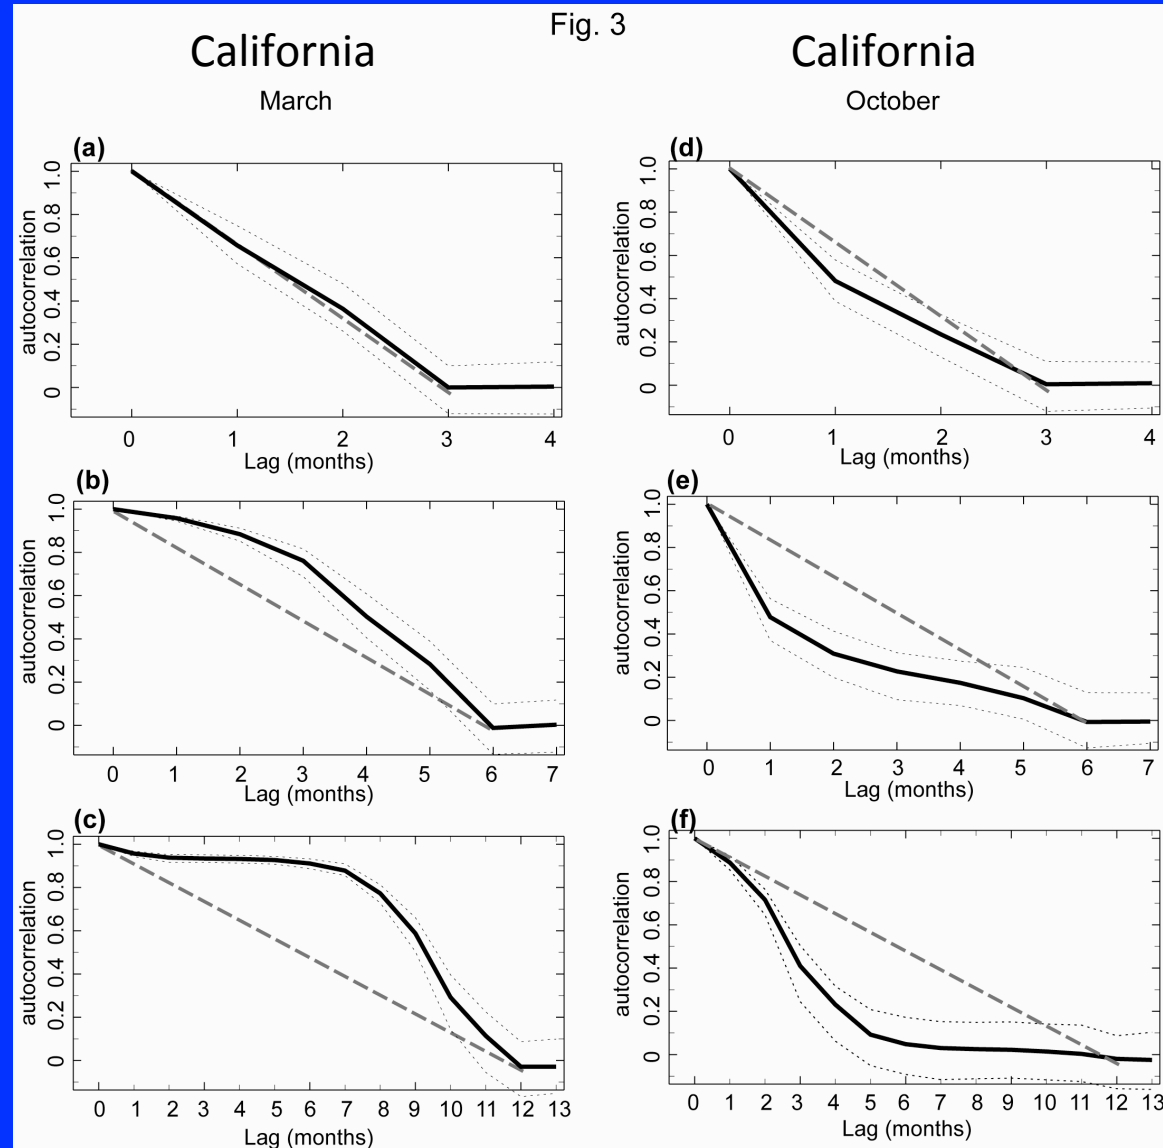 Fig. 3
California
March
California
October
(a)
autocorrelation
1.0
0.8
0.6
0.4
0.2
0
0 1 2 3 4
Lag (months)
(d)
autocorrelation
1.0
0.8
0.6
0.4
0.2
0
0 1 2 3 4
Lag (months)
(b)
autocorrelation
1.0
0.8
0.6
0.4
0.2
0
0 1 2 3 4 5 6 7
Lag (months)
(e)
autocorrelation
1.0
0.8
0.6
0.4
0.2
0
0 1 2 3 4 5 6 7
Lag (months)
(c)
autocorrelation
1.0
0.8
0.6
0.4
0.2
0
0 1 2 3 4 5 6 7 8 9 10 11 12 13
Lag (months)
(f)
autocorrelation
1.0
0.8
0.6
0.4
0.2
0
0 1 2 3 4 5 6 7 8 9 10 11 12 13
Lag (months)